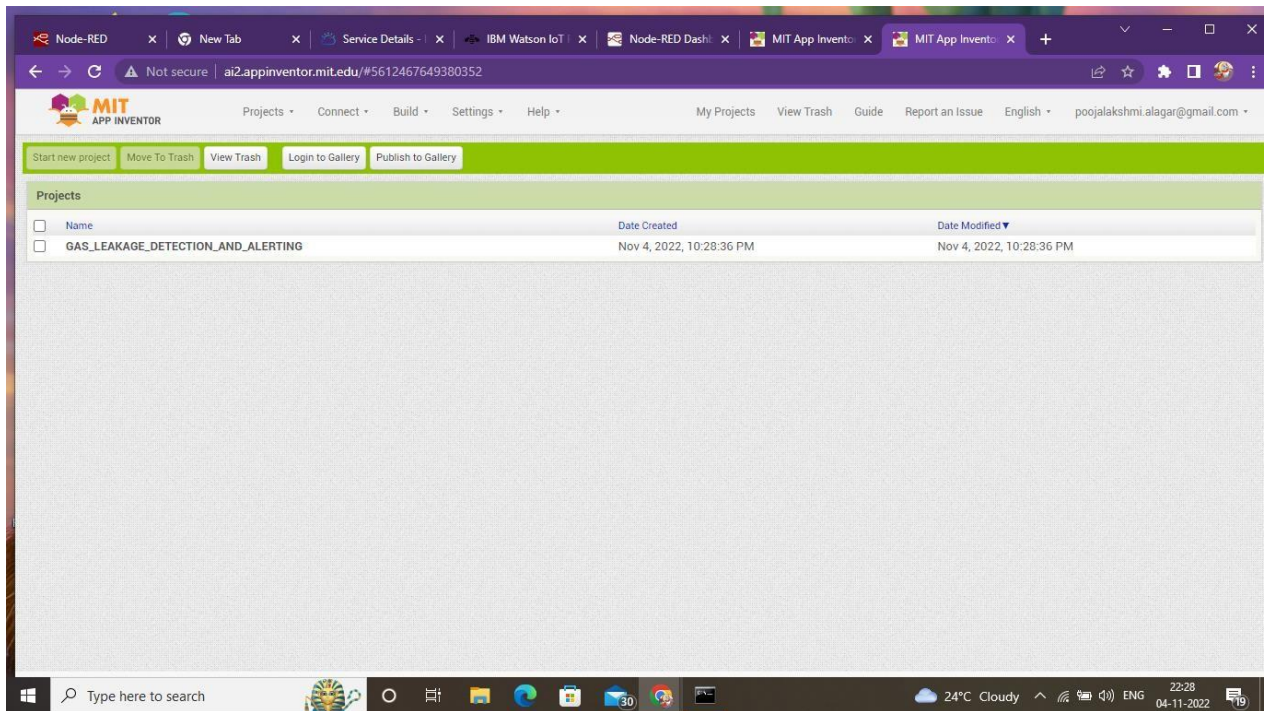 Node-RED
New Tab
Service Details - I
IBM Watson IoT P
Node-RED Dashb
MIT App Invento
MIT App Invento
Not secure ai2.appinventor.mit.edu/#5612467649380352
MIT
APP INVENTOR
Projects Connect Build Settings Help My Projects View Trash Guide Report an Issue English poojalakshmi.alagar@gmail.com
Start new project Move To Trash View Trash Login to Gallery Publish to Gallery
Projects
Name Date Created Date Modified
GAS_LEAKAGE_DETECTION_AND_ALERTING Nov 4, 2022, 10:28:36 PM Nov 4, 2022, 10:28:36 PM
Type here to search 30 24°C Cloudy ENG 22:28
04-11-2022 19